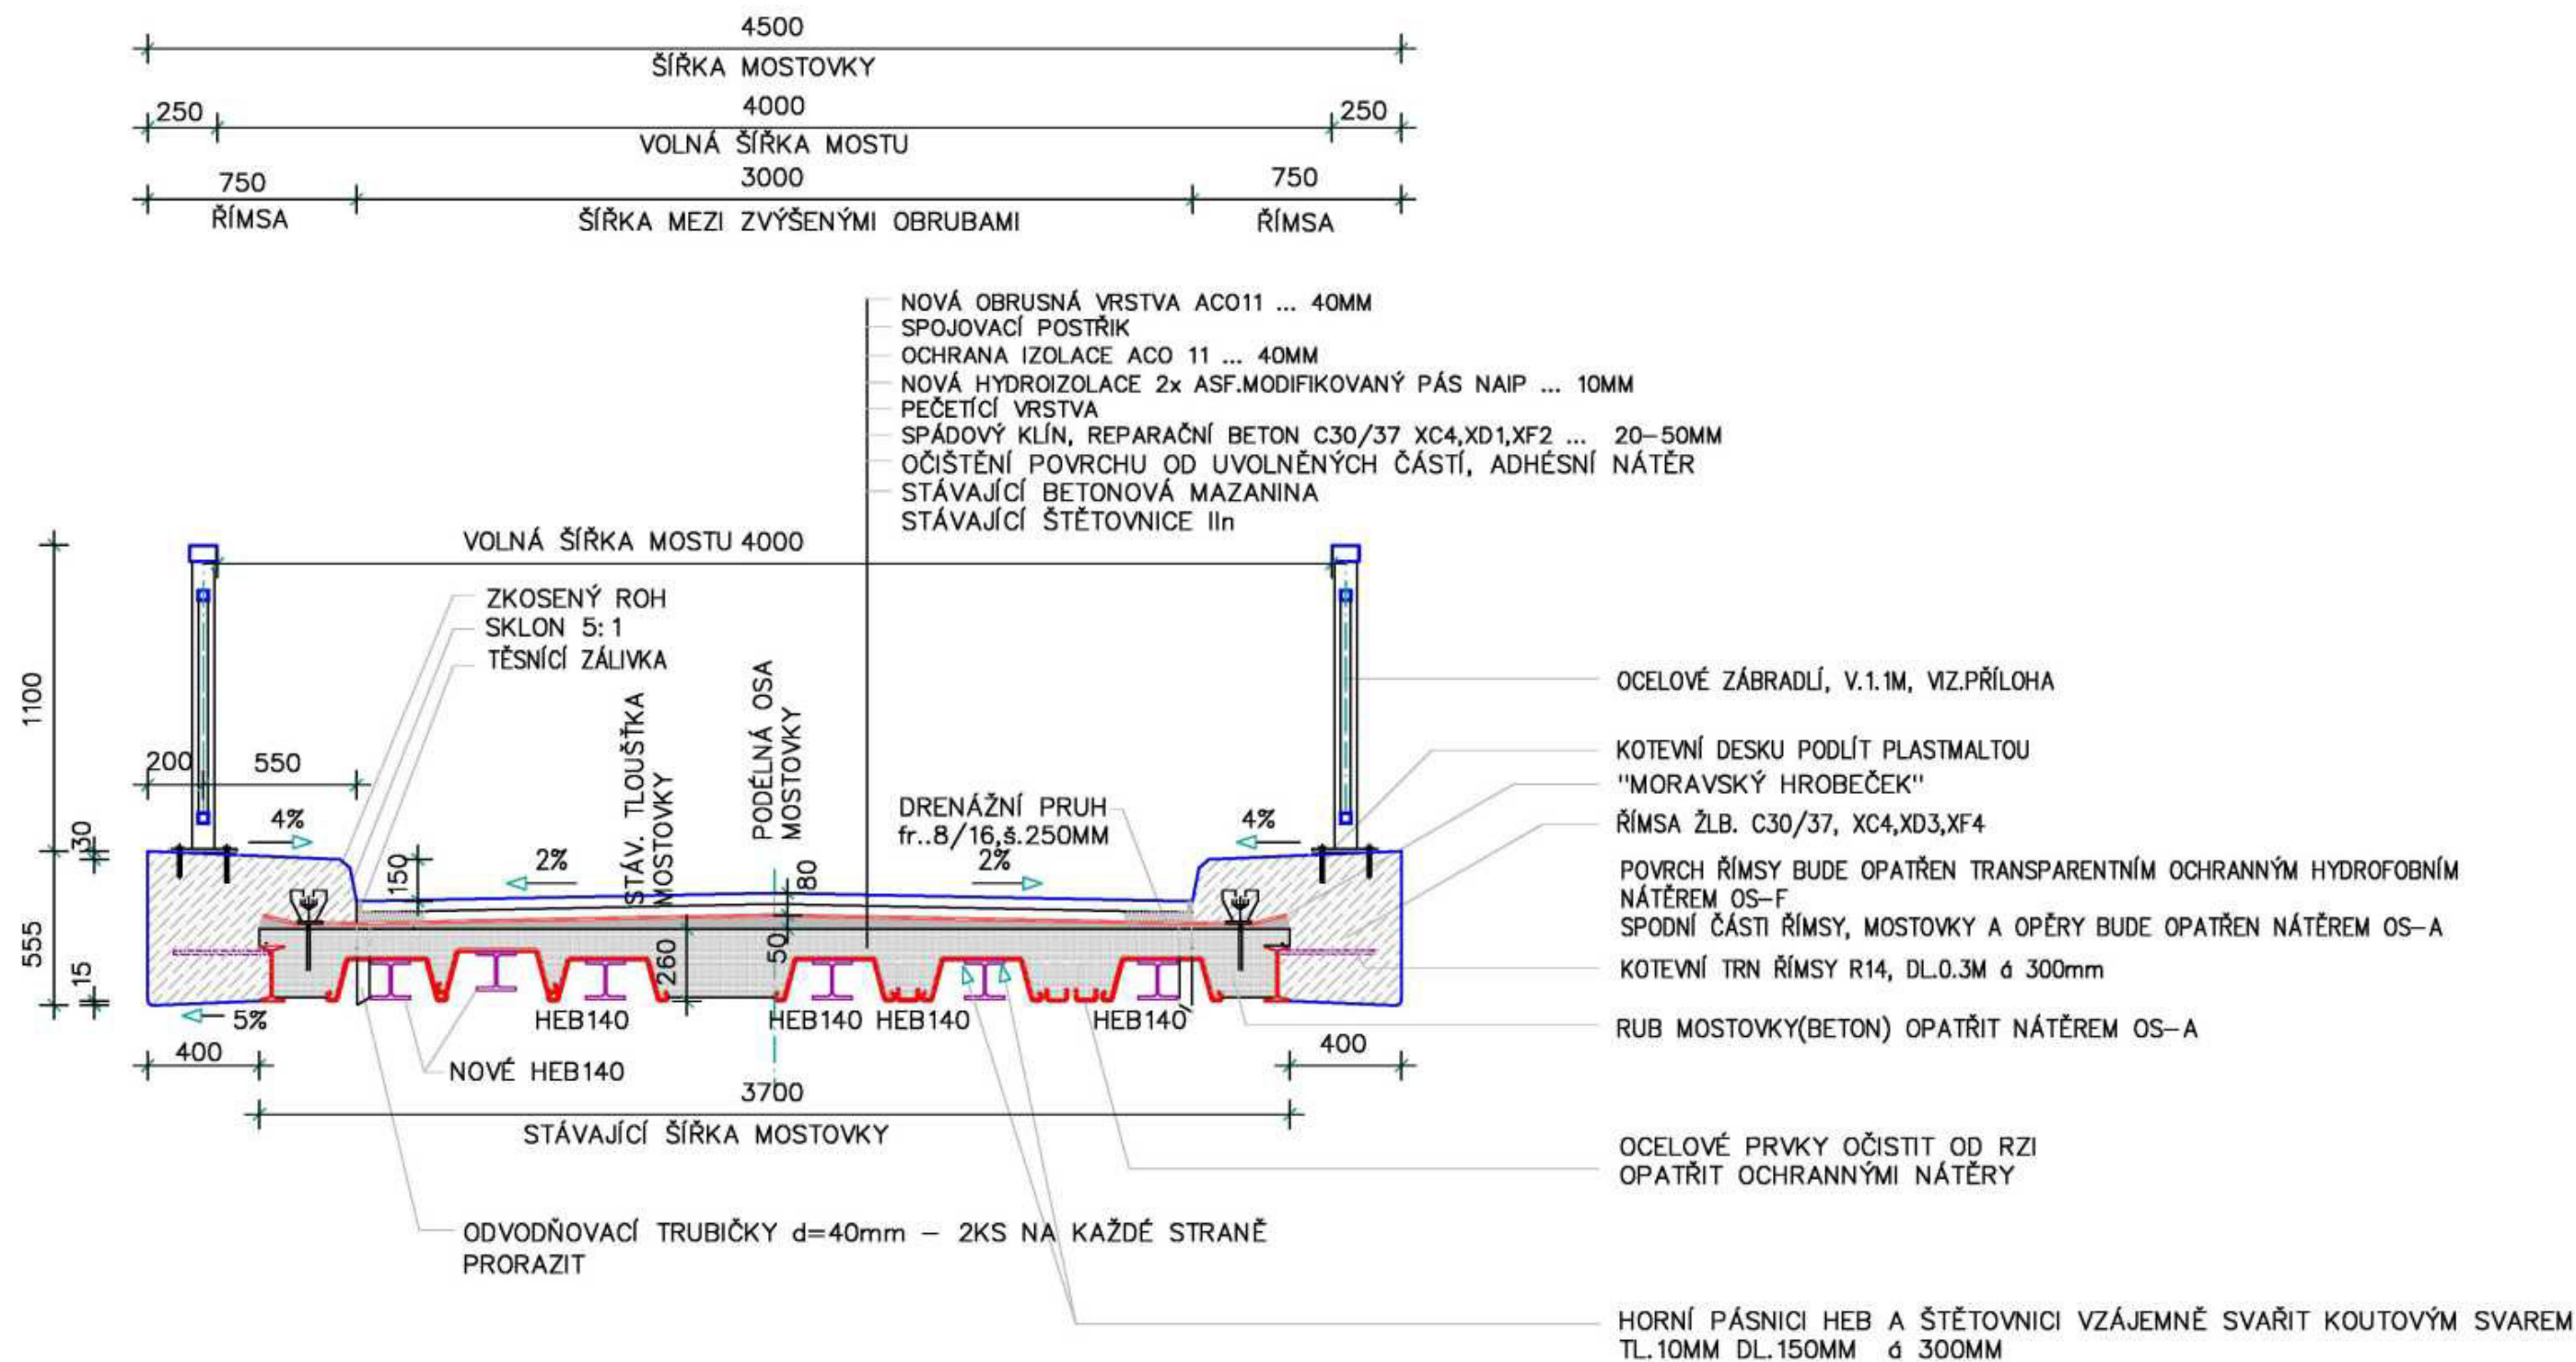 4500
ŠÍŘKA MOSTOVKY
250 4000 250
VOLNÁ ŠÍŘKA MOSTU
750 3000 750
ŘÍMSA ŠÍŘKA MEZI ZVÝŠENÝMI OBRUBAMI ŘÍMSA
NOVÁ OBRUSNÁ VRSTVA ACO11 ... 40MM
SPOJOVACÍ POSTŘIK
OCHRANA IZOLACE ACO 11 ... 40MM
NOVÁ HYDROIZOLACE 2x ASF.MODIFIKOVANÝ PÁS NAIP ... 10MM
PEČETÍCÍ VRSTVA
SPÁDOVÝ KLÍN, REPARAČNÍ BETON C30/37 XC4,XD1,XF2 ... 20-50MM
OČIŠTĚNÍ POVRCHU OD UVOLNĚNÝCH ČÁSTÍ, ADHÉSNÍ NÁTĚR
STÁVAJÍCÍ BETONOVÁ MAZANINA
STÁVAJÍCÍ ŠTĚTOVNICE IIn
VOLNÁ ŠÍŘKA MOSTU 4000
ZKOSENÝ ROH
SKLON 5:1
TĚSNÍCÍ ZÁLIVKA
STÁV. TLOUŠŤKA
MOSTOVKY
PODÉLNÁ OSA
MOSTOVKY
1100
200 550
30
4%
150
2%
80
DRENÁŽNÍ PRUH
fr..8/16,š.250MM
2%
4%
555
15
260
50
5%
HEB140
HEB140
HEB140
HEB140
400
NOVÉ HEB140
400
3700
STÁVAJÍCÍ ŠÍŘKA MOSTOVKY
ODVODŇOVACÍ TRUBIČKY d=40mm – 2KS NA KAŽDÉ STRANĚ
PRORAZIT
OCELOVÉ ZÁBRADLÍ, V.1.1M, VIZ.PŘÍLOHA
KOTEVNÍ DESKU PODLÍT PLASTMALTOU
"MORAVSKÝ HROBEČEK"
ŘÍMSA ŽLB. C30/37, XC4,XD3,XF4
POVRCH ŘÍMSY BUDE OPATŘEN TRANSPARENTNÍM OCHRANNÝM HYDROFOBNÍM
NÁTĚREM OS-F
SPODNÍ ČÁSTI ŘÍMSY, MOSTOVKY A OPĚRY BUDE OPATŘEN NÁTĚREM OS-A
KOTEVNÍ TRN ŘÍMSY R14, DL.0.3M á 300mm
RUB MOSTOVKY(BETON) OPATŘIT NÁTĚREM OS-A
OCELOVÉ PRVKY OČISTIT OD RZI
OPATŘIT OCHRANNÝMI NÁTĚRY
HORNÍ PÁSNICI HEB A ŠTĚTOVNICI VZÁJEMNĚ SVAŘIT KOUTOVÝM SVAREM
TL.10MM DL.150MM á 300MM